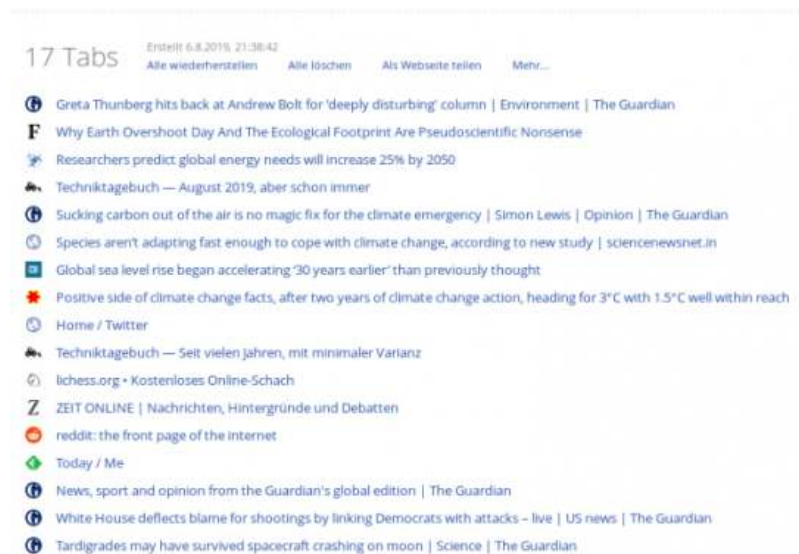 17 Tabs
Erstellt 6.8.2019, 21:38:42
Alle wiederherstellen Alle löschen Als Webseite teilen Mehr...
Greta Thunberg hits back at Andrew Bolt for 'deeply disturbing' column | Environment | The Guardian
F Why Earth Overshoot Day And The Ecological Footprint Are Pseudoscientific Nonsense
Researchers predict global energy needs will increase 25% by 2050
Techniktagebuch — August 2019, aber schon immer
Sucking carbon out of the air is no magic fix for the climate emergency | Simon Lewis | Opinion | The Guardian
Species aren't adapting fast enough to cope with climate change, according to new study | sciencenewsnet.in
Global sea level rise began accelerating '30 years earlier' than previously thought
Positive side of climate change facts, after two years of climate change action, heading for 3°C with 1.5°C well within reach
Home / Twitter
Techniktagebuch — Seit vielen Jahren, mit minimaler Varianz
lichess.org • Kostenloses Online-Schach
Z ZEIT ONLINE | Nachrichten, Hintergründe und Debatten
reddit: the front page of the internet
Today / Me
News, sport and opinion from the Guardian's global edition | The Guardian
White House deflects blame for shootings by linking Democrats with attacks – live | US news | The Guardian
Tardigrades may have survived spacecraft crashing on moon | Science | The Guardian